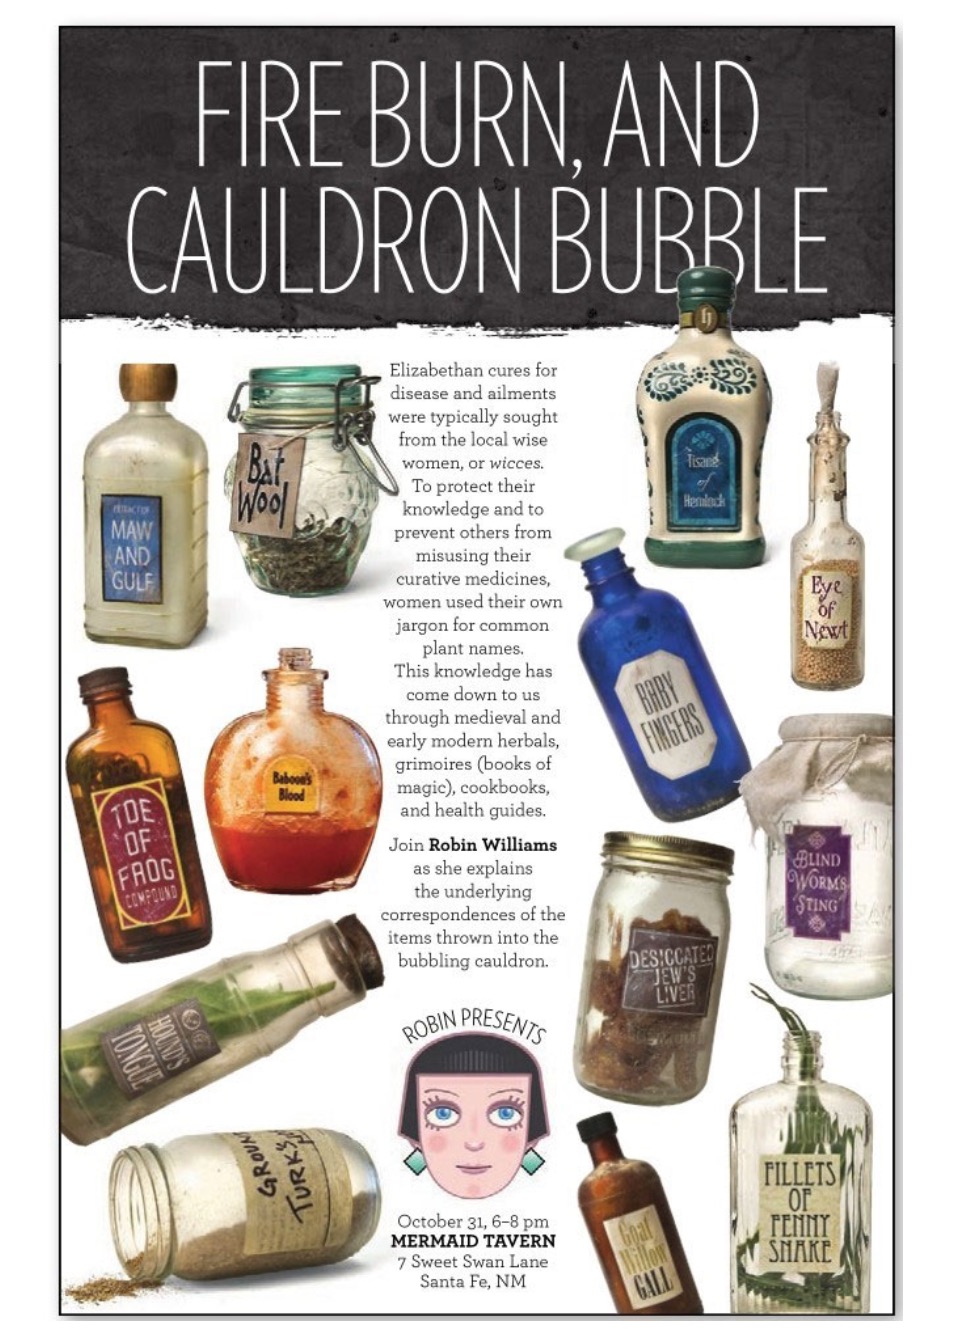 FIRE BURN, AND
CAULDRON BUBBLE
Elizabethan cures for
disease and ailments
were typically sought
from the local wise
women, or wicces.
To protect their
knowledge and to
prevent others from
misusing their
curative medicines,
women used their own
jargon for common
plant names.
This knowledge has
come down to us
through medieval and
early modern herbals,
grimoires (books of
magic), cookbooks,
and health guides.
Join Robin Williams
as she explains
the underlying
correspondences of the
items thrown into the
bubbling cauldron.
ROBIN PRESENTS
October 31, 6–8 pm
MERMAID TAVERN
7 Sweet Swan Lane
Santa Fe, NM
MAW
AND
GULF
Bat
Wool
Tisane
of
Hemlock
Eye
of
Newt
BABY
FINGERS
TOE
OF
FROG
COMPOUND
Baboon's
Blood
BLIND
WORM'S
STING
DESICCATED
JEW'S
LIVER
HOUND'S
TONGUE
GROUND
TURK'S
Goat
Willow
GALL
FILLETS
OF
FENNY
SNAKE